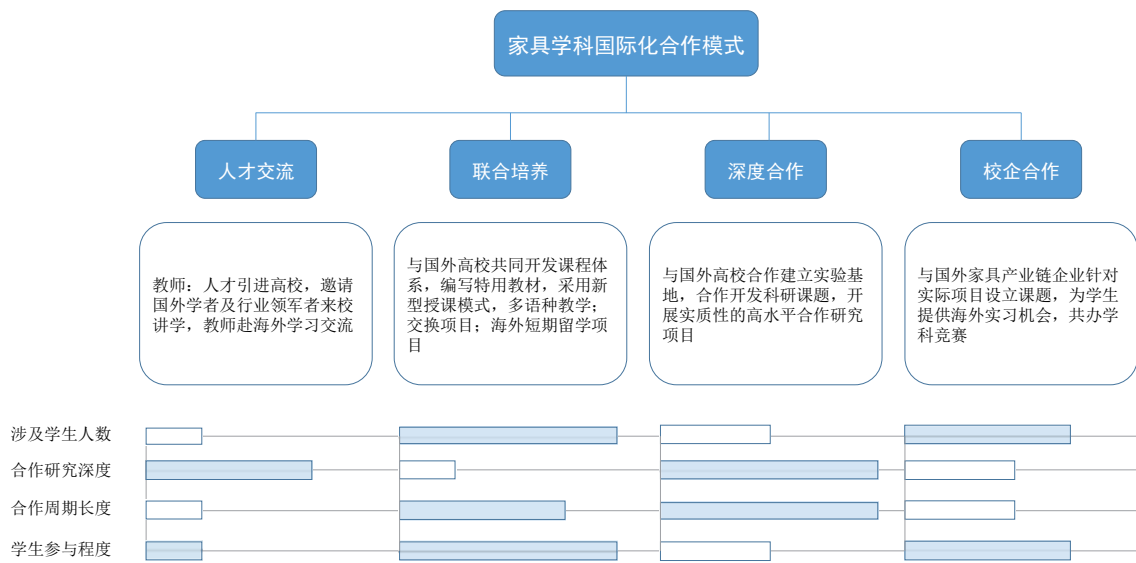 家具学科国际化合作模式
人才交流
联合培养
深度合作
校企合作
教师：人才引进高校，邀请
国外学者及行业领军者来校
讲学，教师赴海外学习交流
与国外高校共同开发课程体
系，编写特用教材，采用新
型授课模式，多语种教学；
交换项目；海外短期留学项
目
与国外高校合作建立实验基
地，合作开发科研课题，开
展实质性的高水平合作研究
项目
与国外家具产业链企业针对
实际项目设立课题，为学生
提供海外实习机会，共办学
科竞赛
涉及学生人数
合作研究深度
合作周期长度
学生参与程度